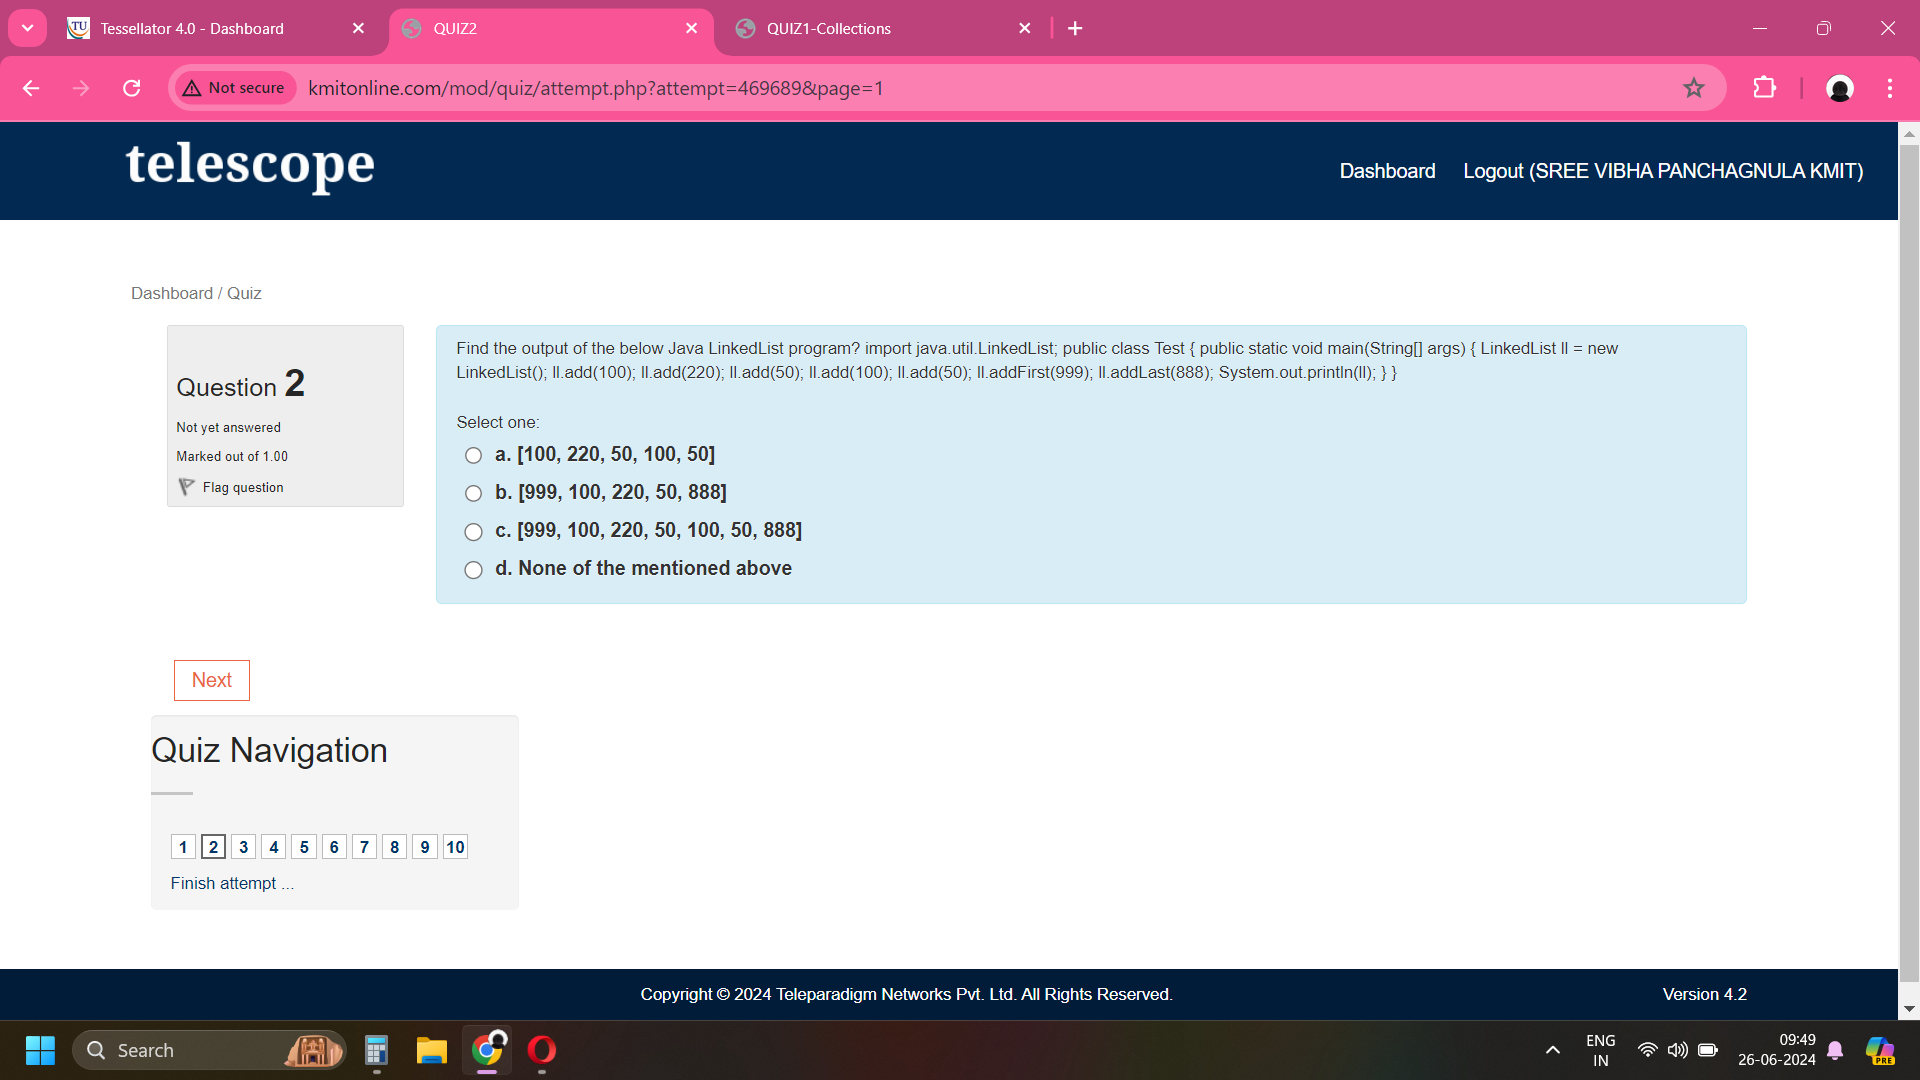 Tessellator 4.0 - Dashboard
QUIZ2
QUIZ1-Collections
Not secure
kmitonline.com/mod/quiz/attempt.php?attempt=469689&page=1
telescope
Dashboard
Logout (SREE VIBHA PANCHAGNULA KMIT)
Dashboard / Quiz
Question 2
Not yet answered
Marked out of 1.00
Flag question
Find the output of the below Java LinkedList program? import java.util.LinkedList; public class Test { public static void main(String[] args) { LinkedList ll = new
LinkedList(); ll.add(100); ll.add(220); ll.add(50); ll.add(100); ll.add(50); ll.addFirst(999); ll.addLast(888); System.out.println(ll); } }
Select one:
a. [100, 220, 50, 100, 50]
b. [999, 100, 220, 50, 888]
c. [999, 100, 220, 50, 100, 50, 888]
d. None of the mentioned above
Next
Quiz Navigation
1 2 3 4 5 6 7 8 9 10
Finish attempt ...
Copyright © 2024 Teleparadigm Networks Pvt. Ltd. All Rights Reserved.
Version 4.2
Search
ENG
IN
09:49
26-06-2024
PRE